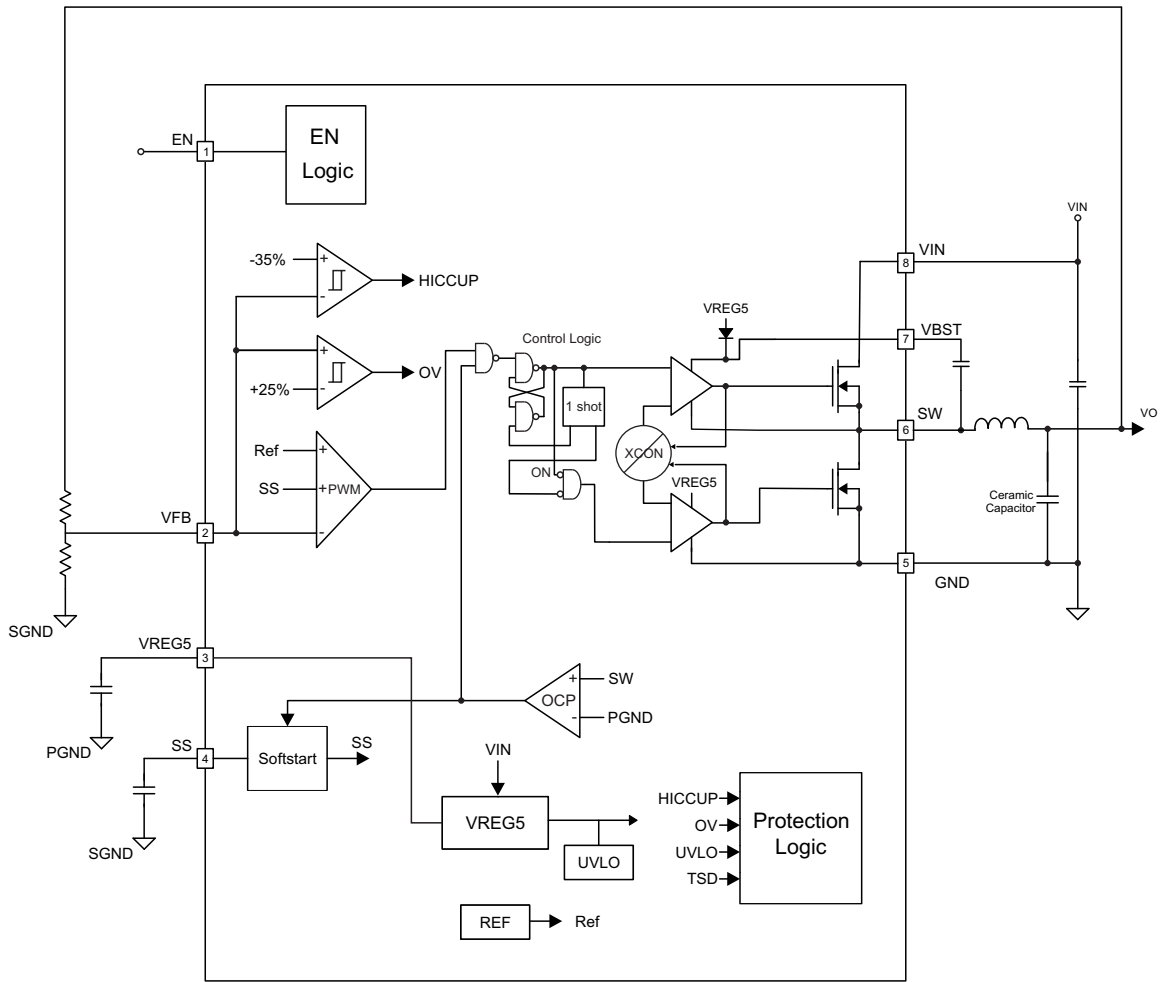 EN
1
EN
Logic
VIN
-35%
+
-
HICCUP
VIN
8
VREG5
VBST
7
Control Logic
+
-
+25%
OV
1 shot
SW
6
VO
Ref
+
SS
+PWM
-
XCON
ON
VREG5
Ceramic
Capacitor
VFB
2
5
GND
SGND
VREG5
3
+
SW
OCP
-
PGND
PGND
SS
4
Softstart
SS
VIN
SGND
VREG5
UVLO
HICCUP
OV
UVLO
TSD
Protection
Logic
REF
Ref